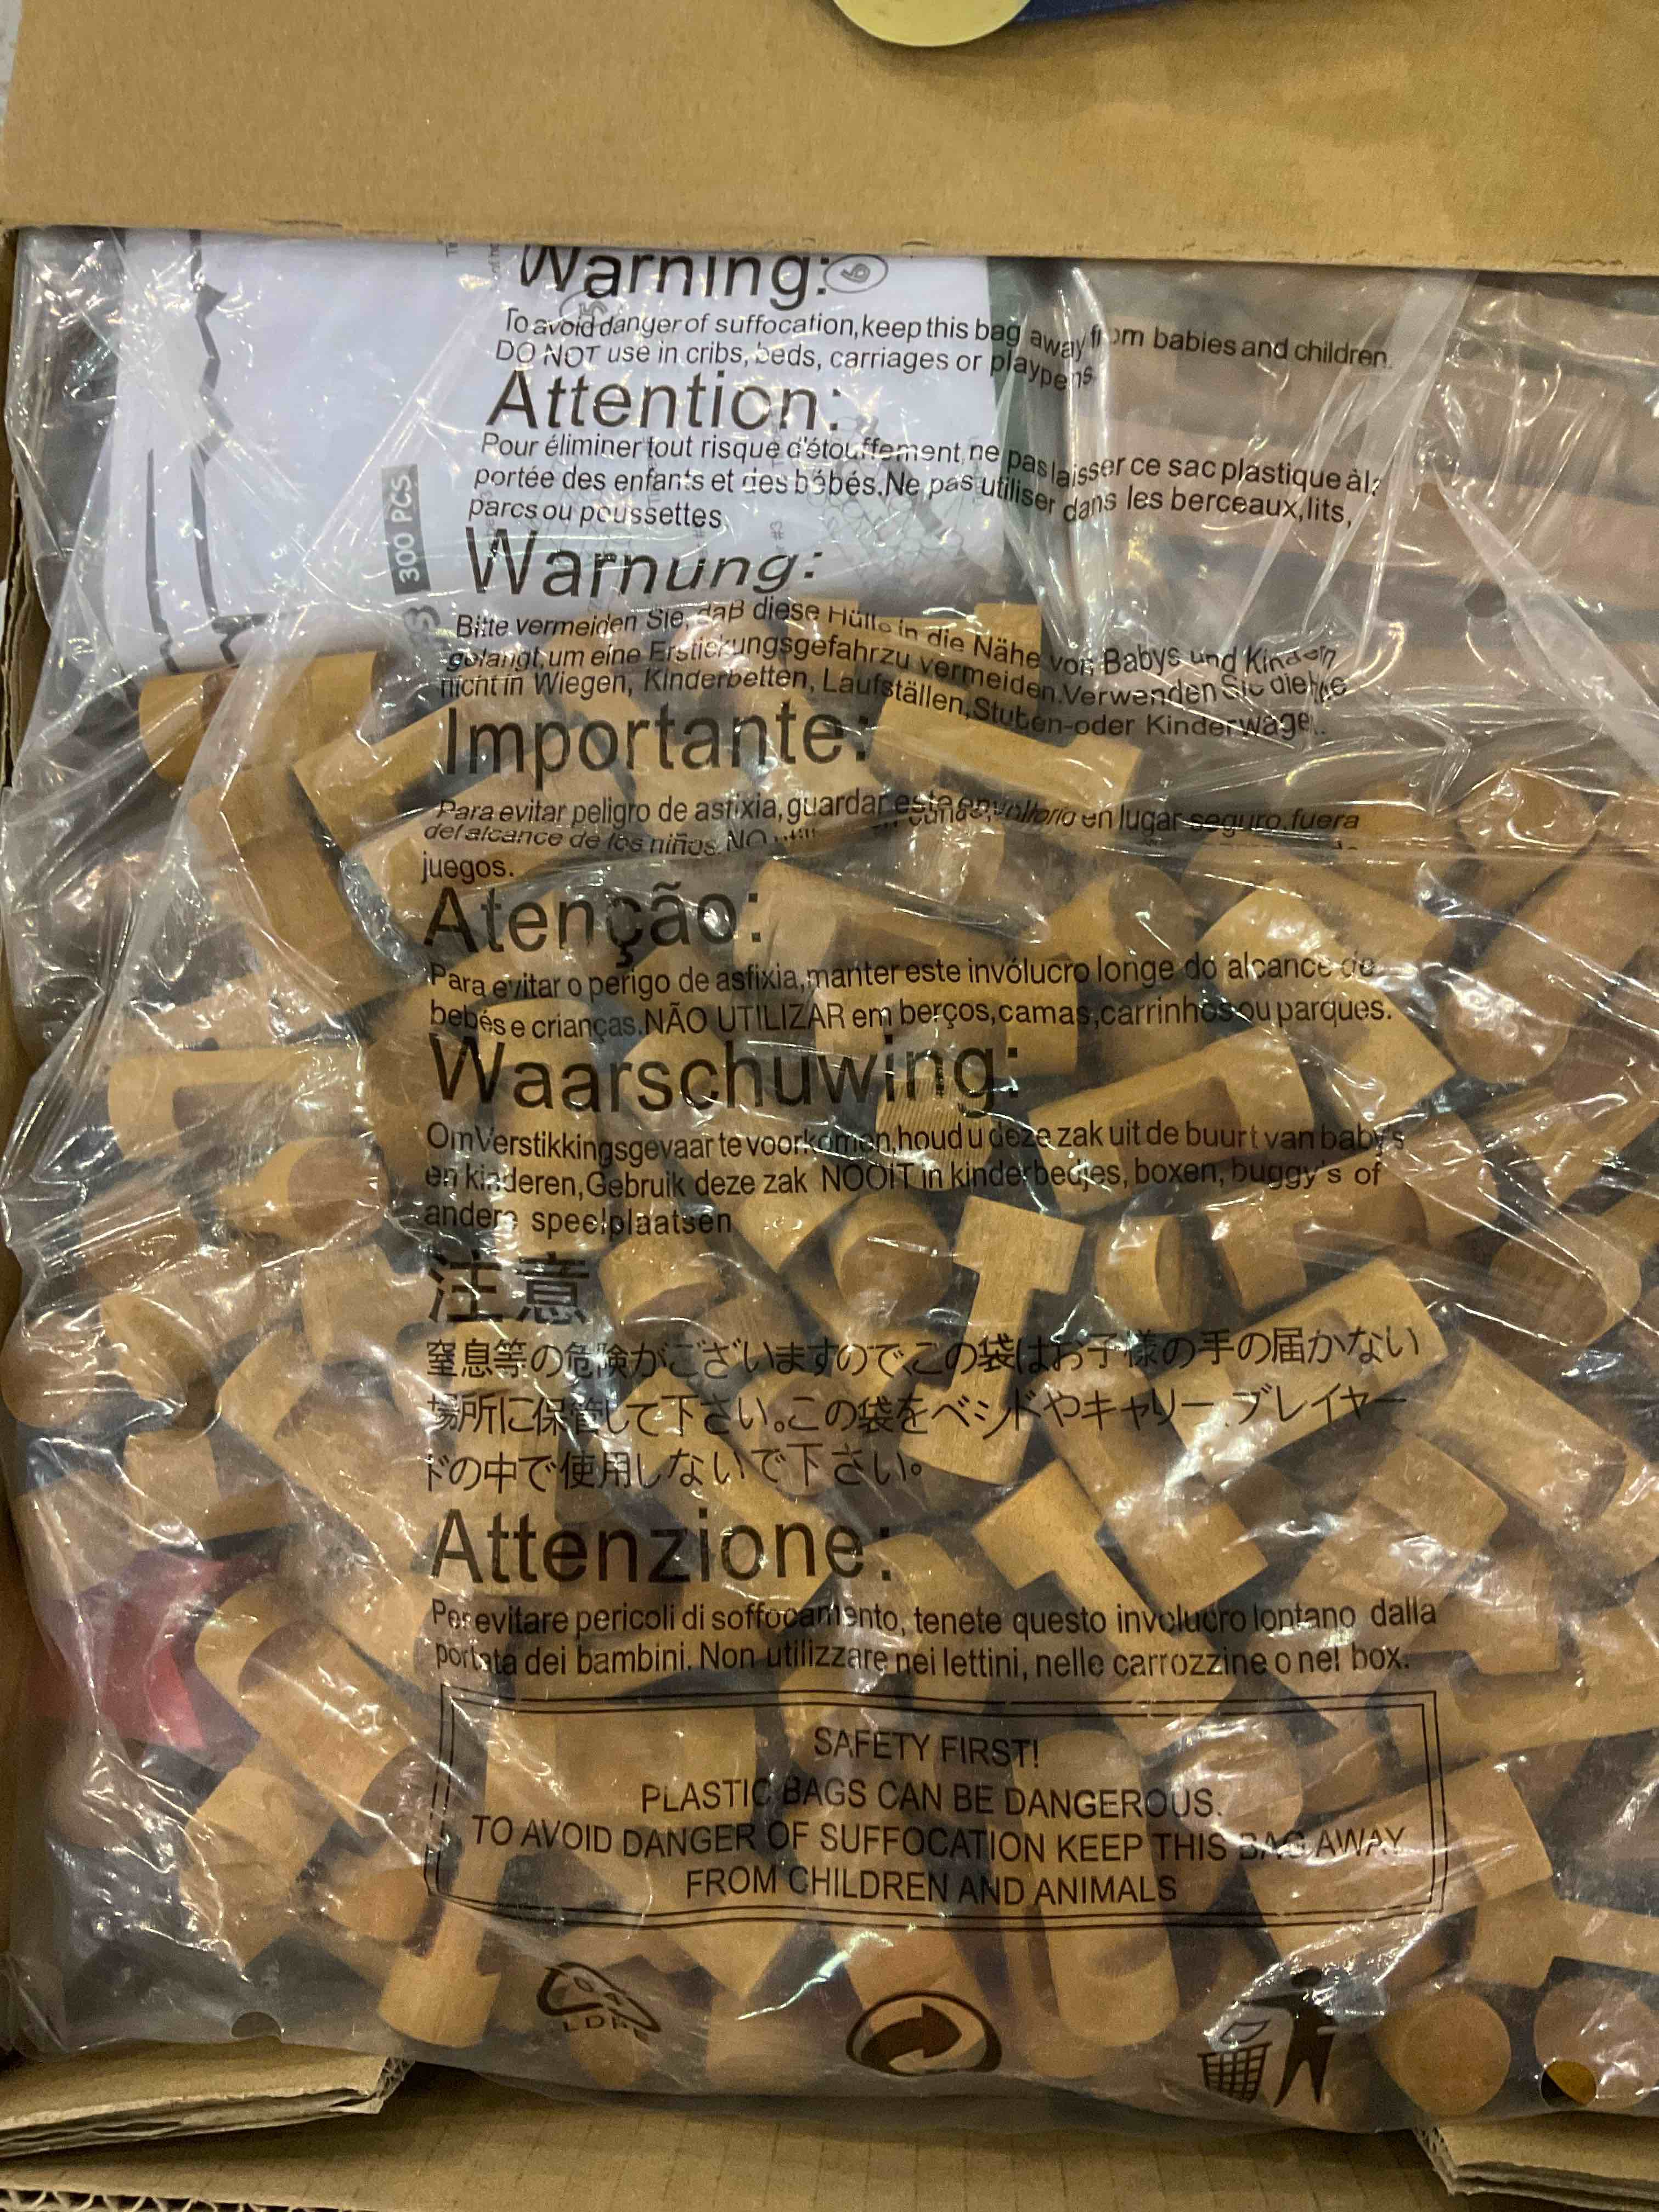 Warning:
To avoid danger of suffocation, keep this bag away from babies and children.
DO NOT use in cribs, beds, carriages or playpens
Attention:
Pour éliminer tout risque d'étouffement, ne pas laisser ce sac plastique à la
portée des enfants et des bébés. Ne pas utiliser dans les berceaux, lits,
parcs ou poussettes,
300 PCS
Warnung:
Bitte vermeiden Sie, daß diese Hülle in die Nähe von Babys und Kindern
gelangt, um eine Erstickungsgefahr zu vermeiden. Verwenden Sie
nicht in Wiegen, Kinderbetten, Laufställen, Stuben-oder Kinderwagen.
Importante:
Para evitar peligro de asfixia, guardar este envoltorio en lugar seguro, fuera
del alcance de los niños. NO
juegos.
Atenção:
Para evitar o perigo de asfixia, manter este invólucro longe do alcance de
bebés e crianças. NÃO UTILIZAR em berços, camas, carrinhos ou parques.
Waarschuwing:
Om Verstikkingsgevaar te voorkomen, houd u deze zak uit de buurt van baby's
en kinderen, Gebruik deze zak NOOIT in kinderbedjes, boxen, buggy's of
andere speelplaatsen
注意
窒息等の危険がございますのでこの袋はお子様の手の届かない
場所に保管して下さい。この袋をベッドやキャリー、プレイヤー
ドの中で使用しないで下さい。
Attenzione:
Per evitare pericoli di soffocamento, tenete questo involucro lontano dalla
portata dei bambini. Non utilizzare nei lettini, nelle carrozzine o nei box.
SAFETY FIRST!
PLASTIC BAGS CAN BE DANGEROUS.
TO AVOID DANGER OF SUFFOCATION KEEP THIS BAG AWAY
FROM CHILDREN AND ANIMALS
LDPE